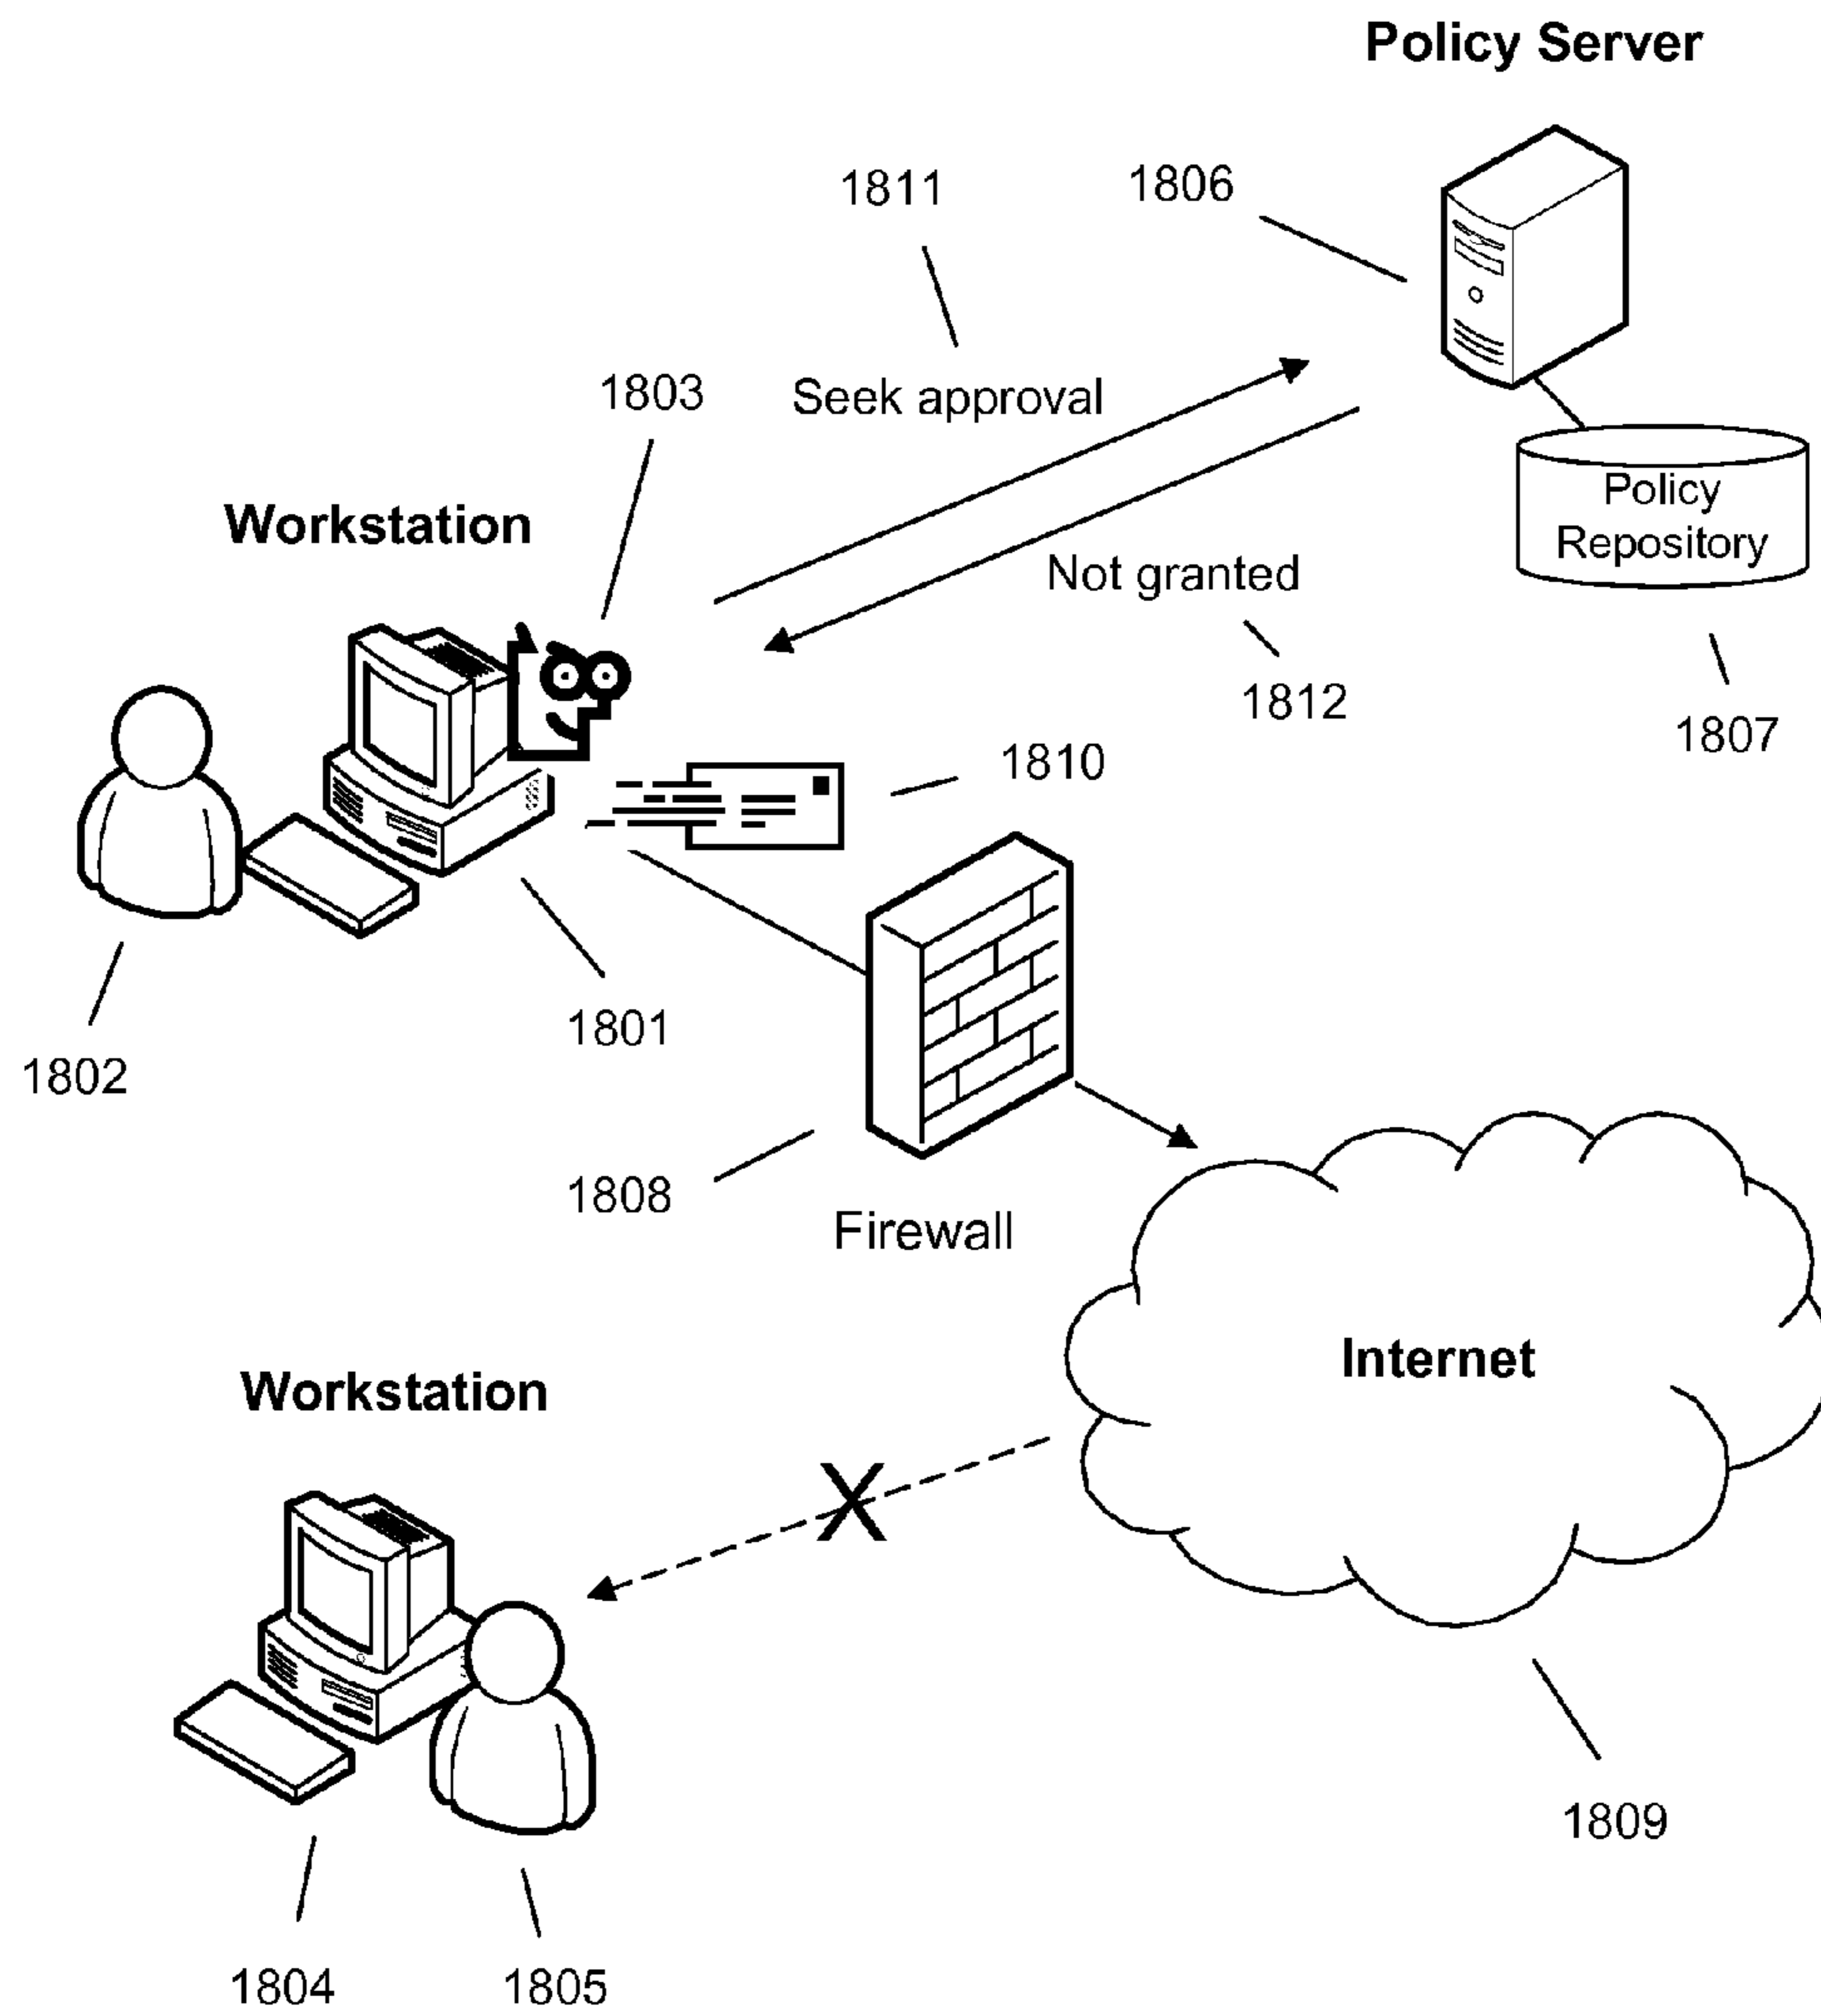 Policy Server
1811
1806
1803
Seek approval
Policy
Repository
Workstation
Not granted
1812
1807
1810
1801
1802
1808
Firewall
Internet
Workstation
1809
1804
1805